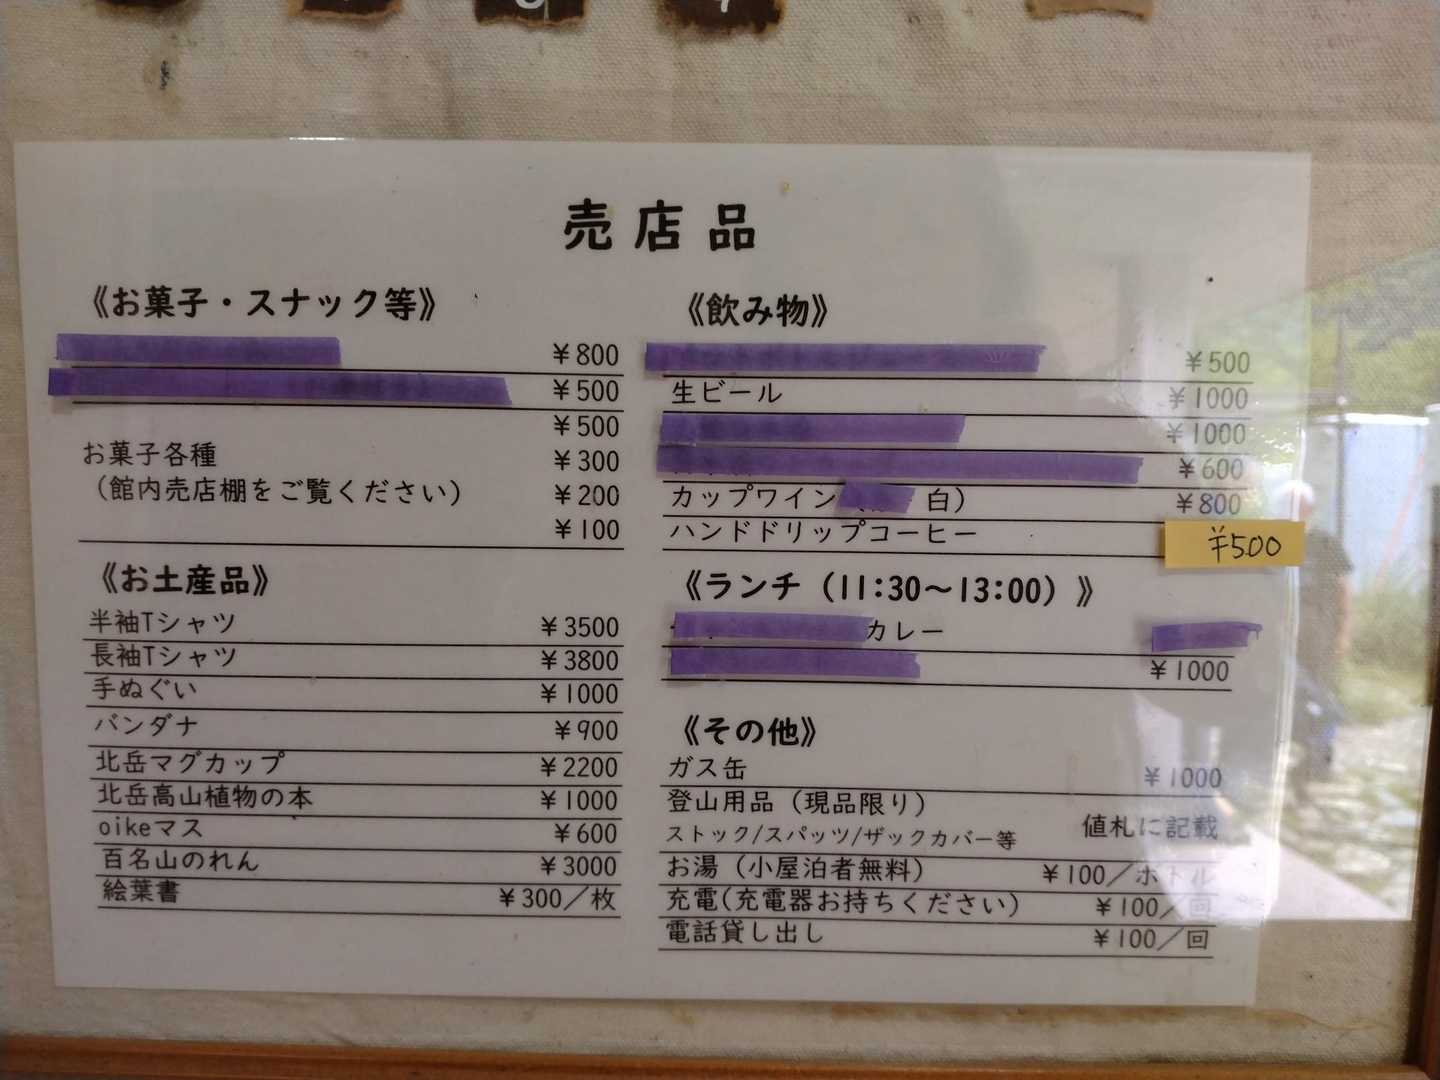 売店品
《お菓子・スナック等》
¥800
¥500
¥500
お菓子各種 ¥300
(館内売店棚をご覧ください) ¥200
¥100
《お土産品》
半袖Tシャツ ¥3500
長袖Tシャツ ¥3800
手ぬぐい ¥1000
バンダナ ¥900
北岳マグカップ ¥2200
北岳高山植物の本 ¥1000
oikeマス ¥600
百名山のれん ¥3000
絵葉書 ¥300/枚
《飲み物》
¥500
生ビール ¥1000
¥1000
¥600
カップワイン 白) ¥800
ハンドドリップコーヒー ¥500
《ランチ(11:30~13:00)》
カレー
¥1000
《その他》
ガス缶 ¥1000
登山用品(現品限り)
ストック/スパッツ/ザックカバー等 値札に記載
お湯(小屋泊者無料) ¥100/ボトル
充電(充電器お持ちください) ¥100/回
電話貸し出し ¥100/回